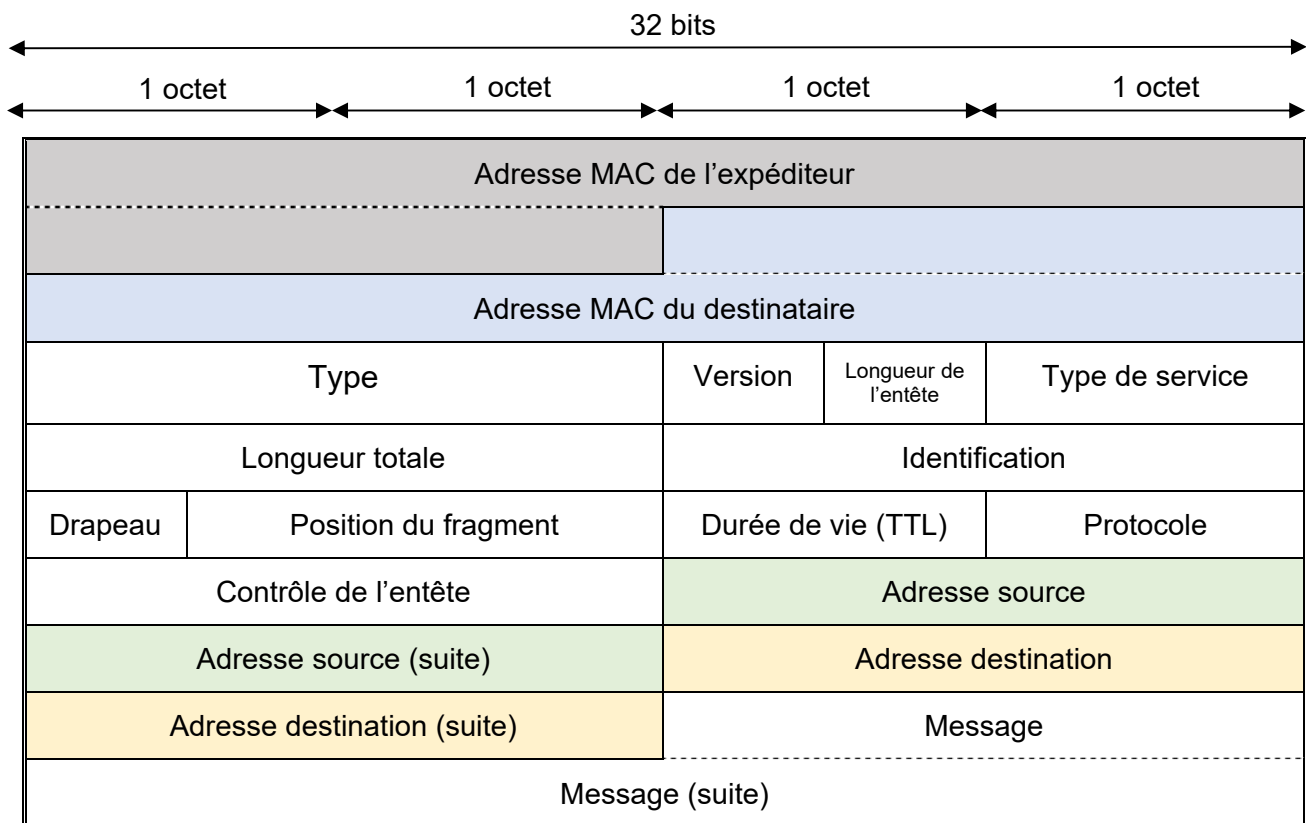 32 bits
1 octet 1 octet 1 octet 1 octet
Adresse MAC de l’expéditeur
Adresse MAC du destinataire
Type Version Longueur de l’entête Type de service
Longueur totale Identification
Drapeau Position du fragment Durée de vie (TTL) Protocole
Contrôle de l’entête Adresse source
Adresse source (suite) Adresse destination
Adresse destination (suite) Message
Message (suite)